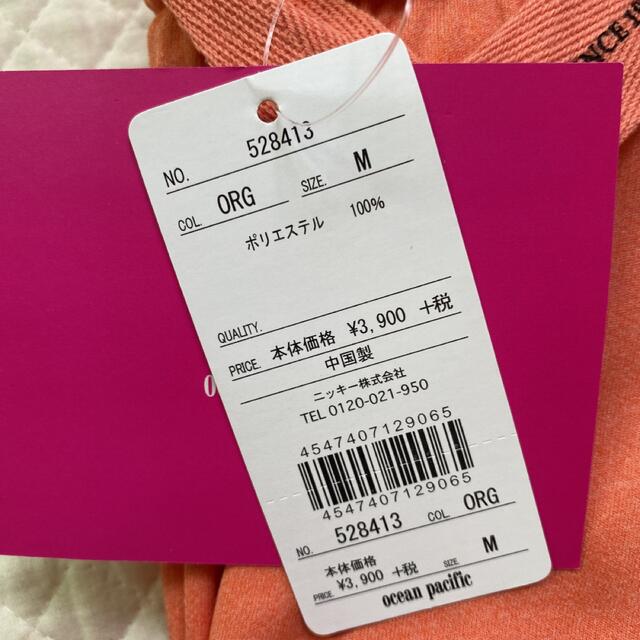 NO. 528413
COL. ORG SIZE. M
ポリエステル 100%
QUALITY.
PRICE. 本体価格 ¥3,900 +税
中国製
ニッキー株式会社
TEL 0120-021-950
4547407129065
4547407129065
NO. 528413 COL. ORG
PRICE. 本体価格 ¥3,900 +税 SIZE. M
ocean pacific